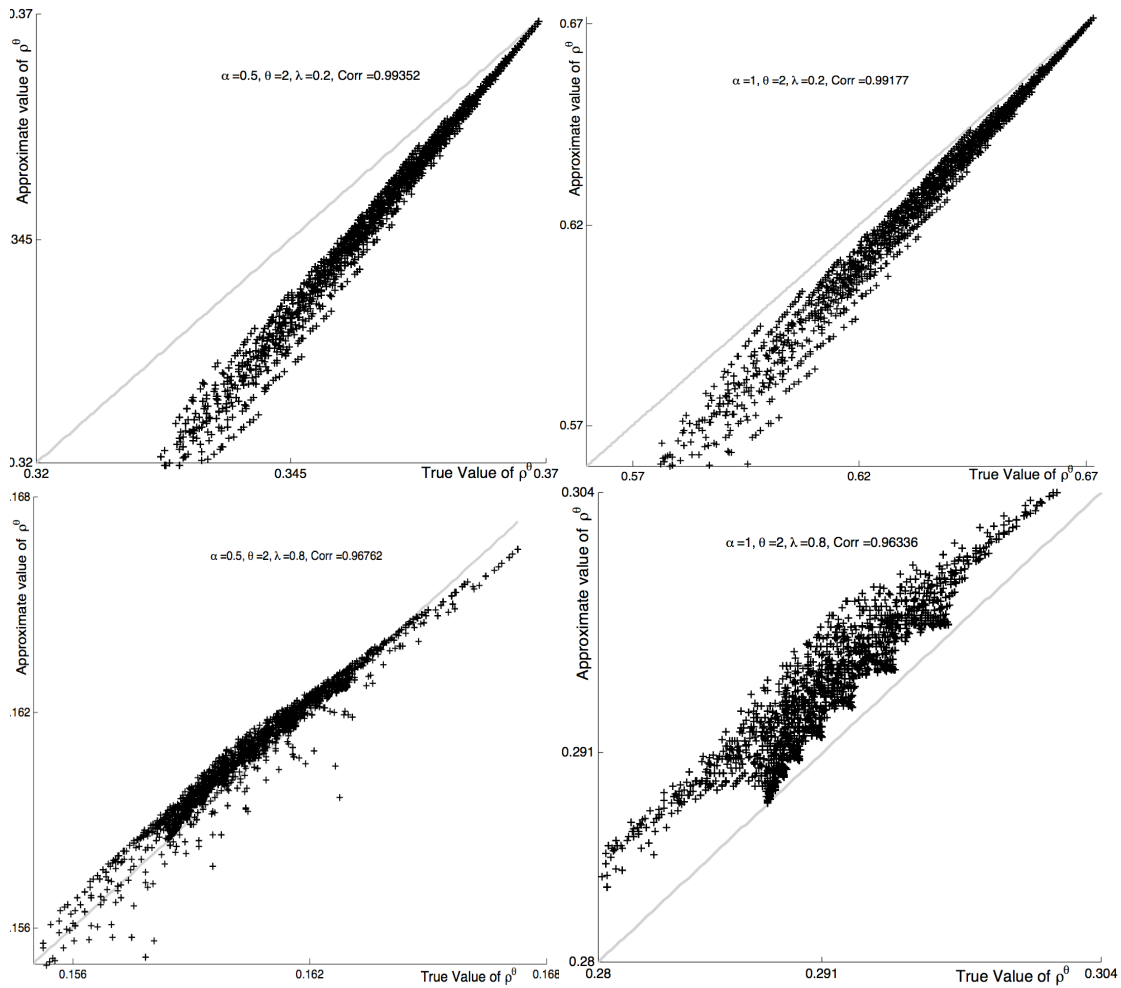 0.37
Approximate value of ρ^θ
α=0.5, θ=2, λ=0.2, Corr =0.99352
345
0.32
0.32
0.345
True Value of ρ^θ
0.37
0.67
Approximate value of ρ^θ
α=1, θ=2, λ=0.2, Corr =0.99177
0.62
0.57
0.57
0.62
True Value of ρ^θ
0.67
.168
Approximate value of ρ^θ
α=0.5, θ=2, λ=0.8, Corr =0.96762
.162
.156
0.156
0.162
True Value of ρ^θ
0.168
0.304
Approximate value of ρ^θ
α=1, θ=2, λ=0.8, Corr =0.96336
0.291
0.28
0.28
0.291
True Value of ρ^θ
0.304